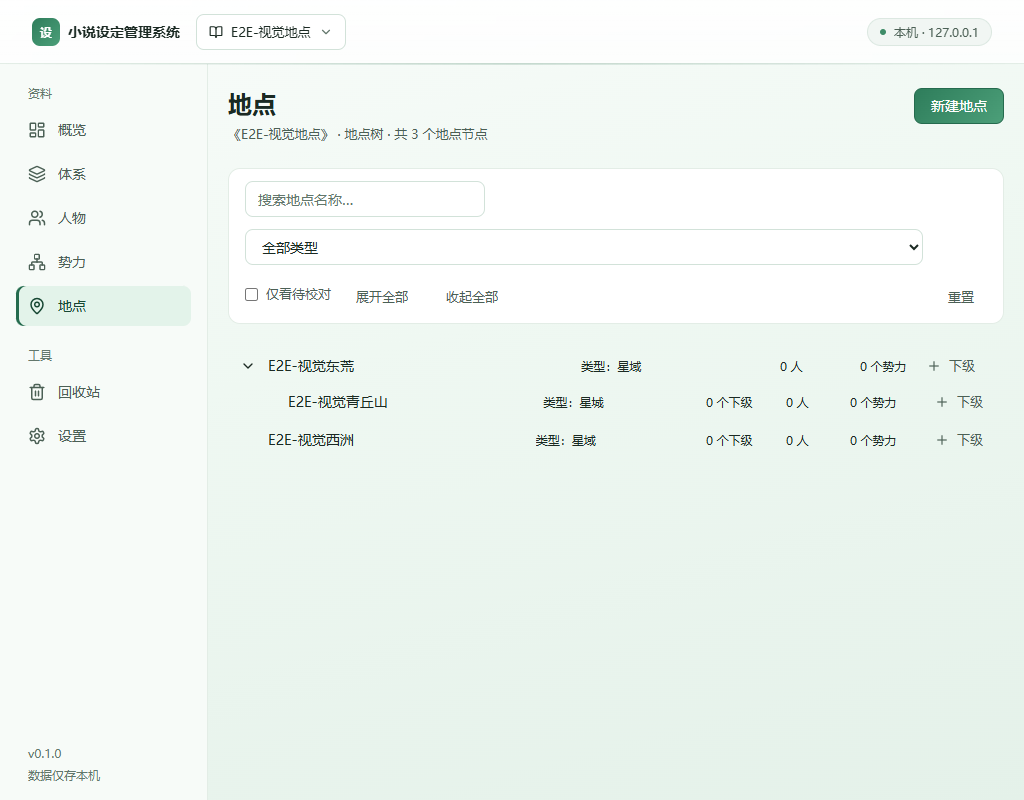 设 小说设定管理系统 E2E-视觉地点 本机 · 127.0.0.1
资料
概览
体系
人物
势力
地点
工具
回收站
设置
v0.1.0
数据仅存本机
地点
新建地点
《E2E-视觉地点》 · 地点树 · 共 3 个地点节点
搜索地点名称...
全部类型
仅看待校对 展开全部 收起全部 重置
E2E-视觉东荒 类型：星域 0 人 0 个势力 + 下级
E2E-视觉青丘山 类型：星域 0 个下级 0 人 0 个势力 + 下级
E2E-视觉西洲 类型：星域 0 个下级 0 人 0 个势力 + 下级